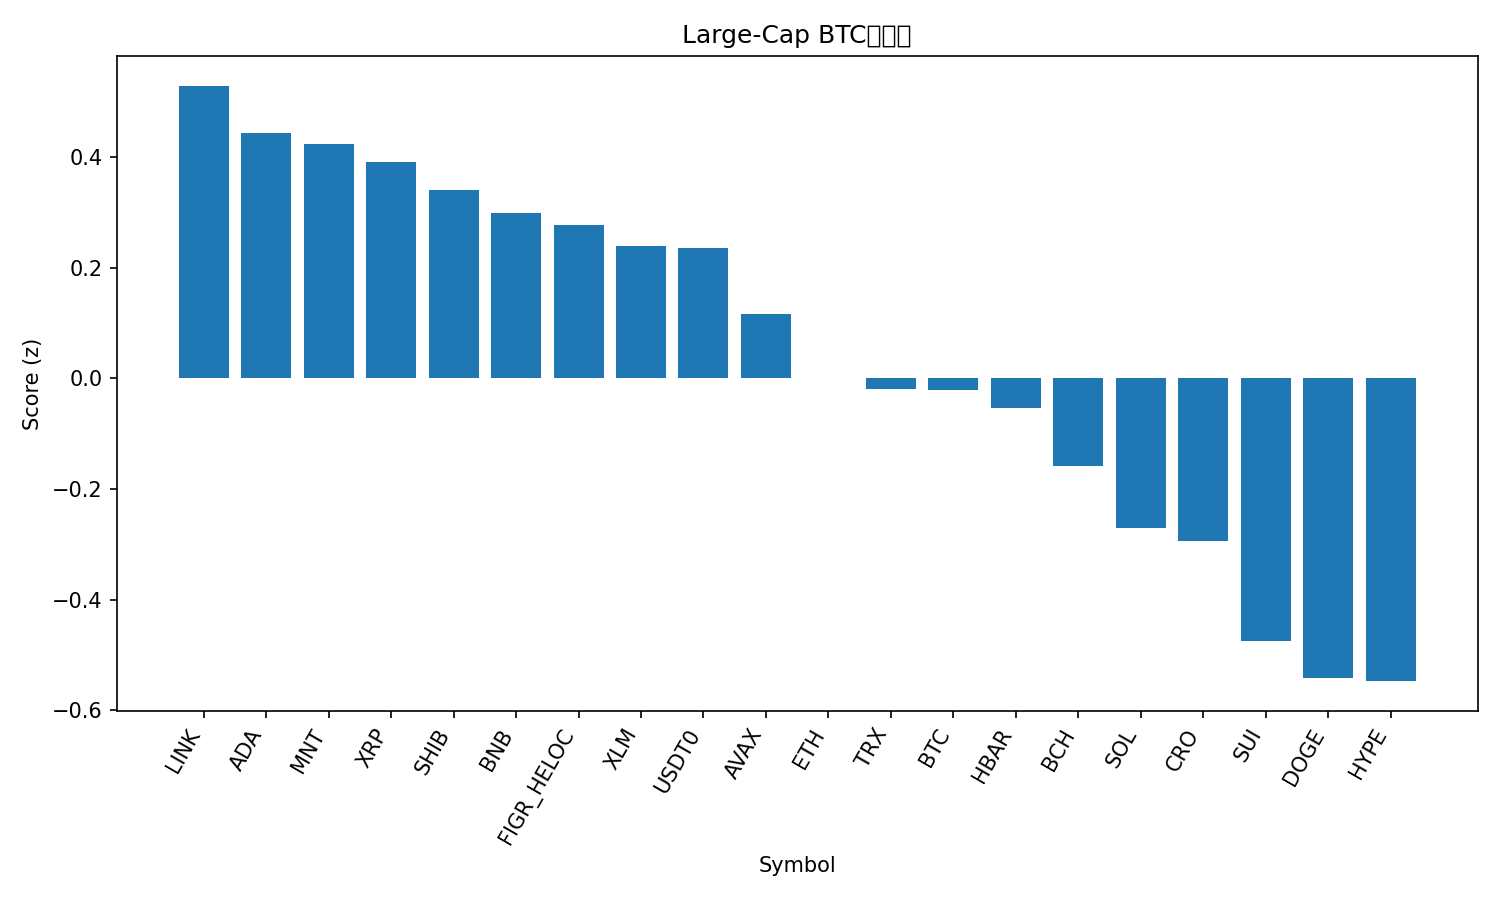 Large-Cap BTC
Score (z)
0.4
0.2
0.0
−0.2
−0.4
−0.6
LINK
ADA
MNT
XRP
SHIB
BNB
FIGR_HELOC
XLM
USDT0
AVAX
ETH
TRX
BTC
HBAR
BCH
SOL
CRO
SUI
DOGE
HYPE
Symbol